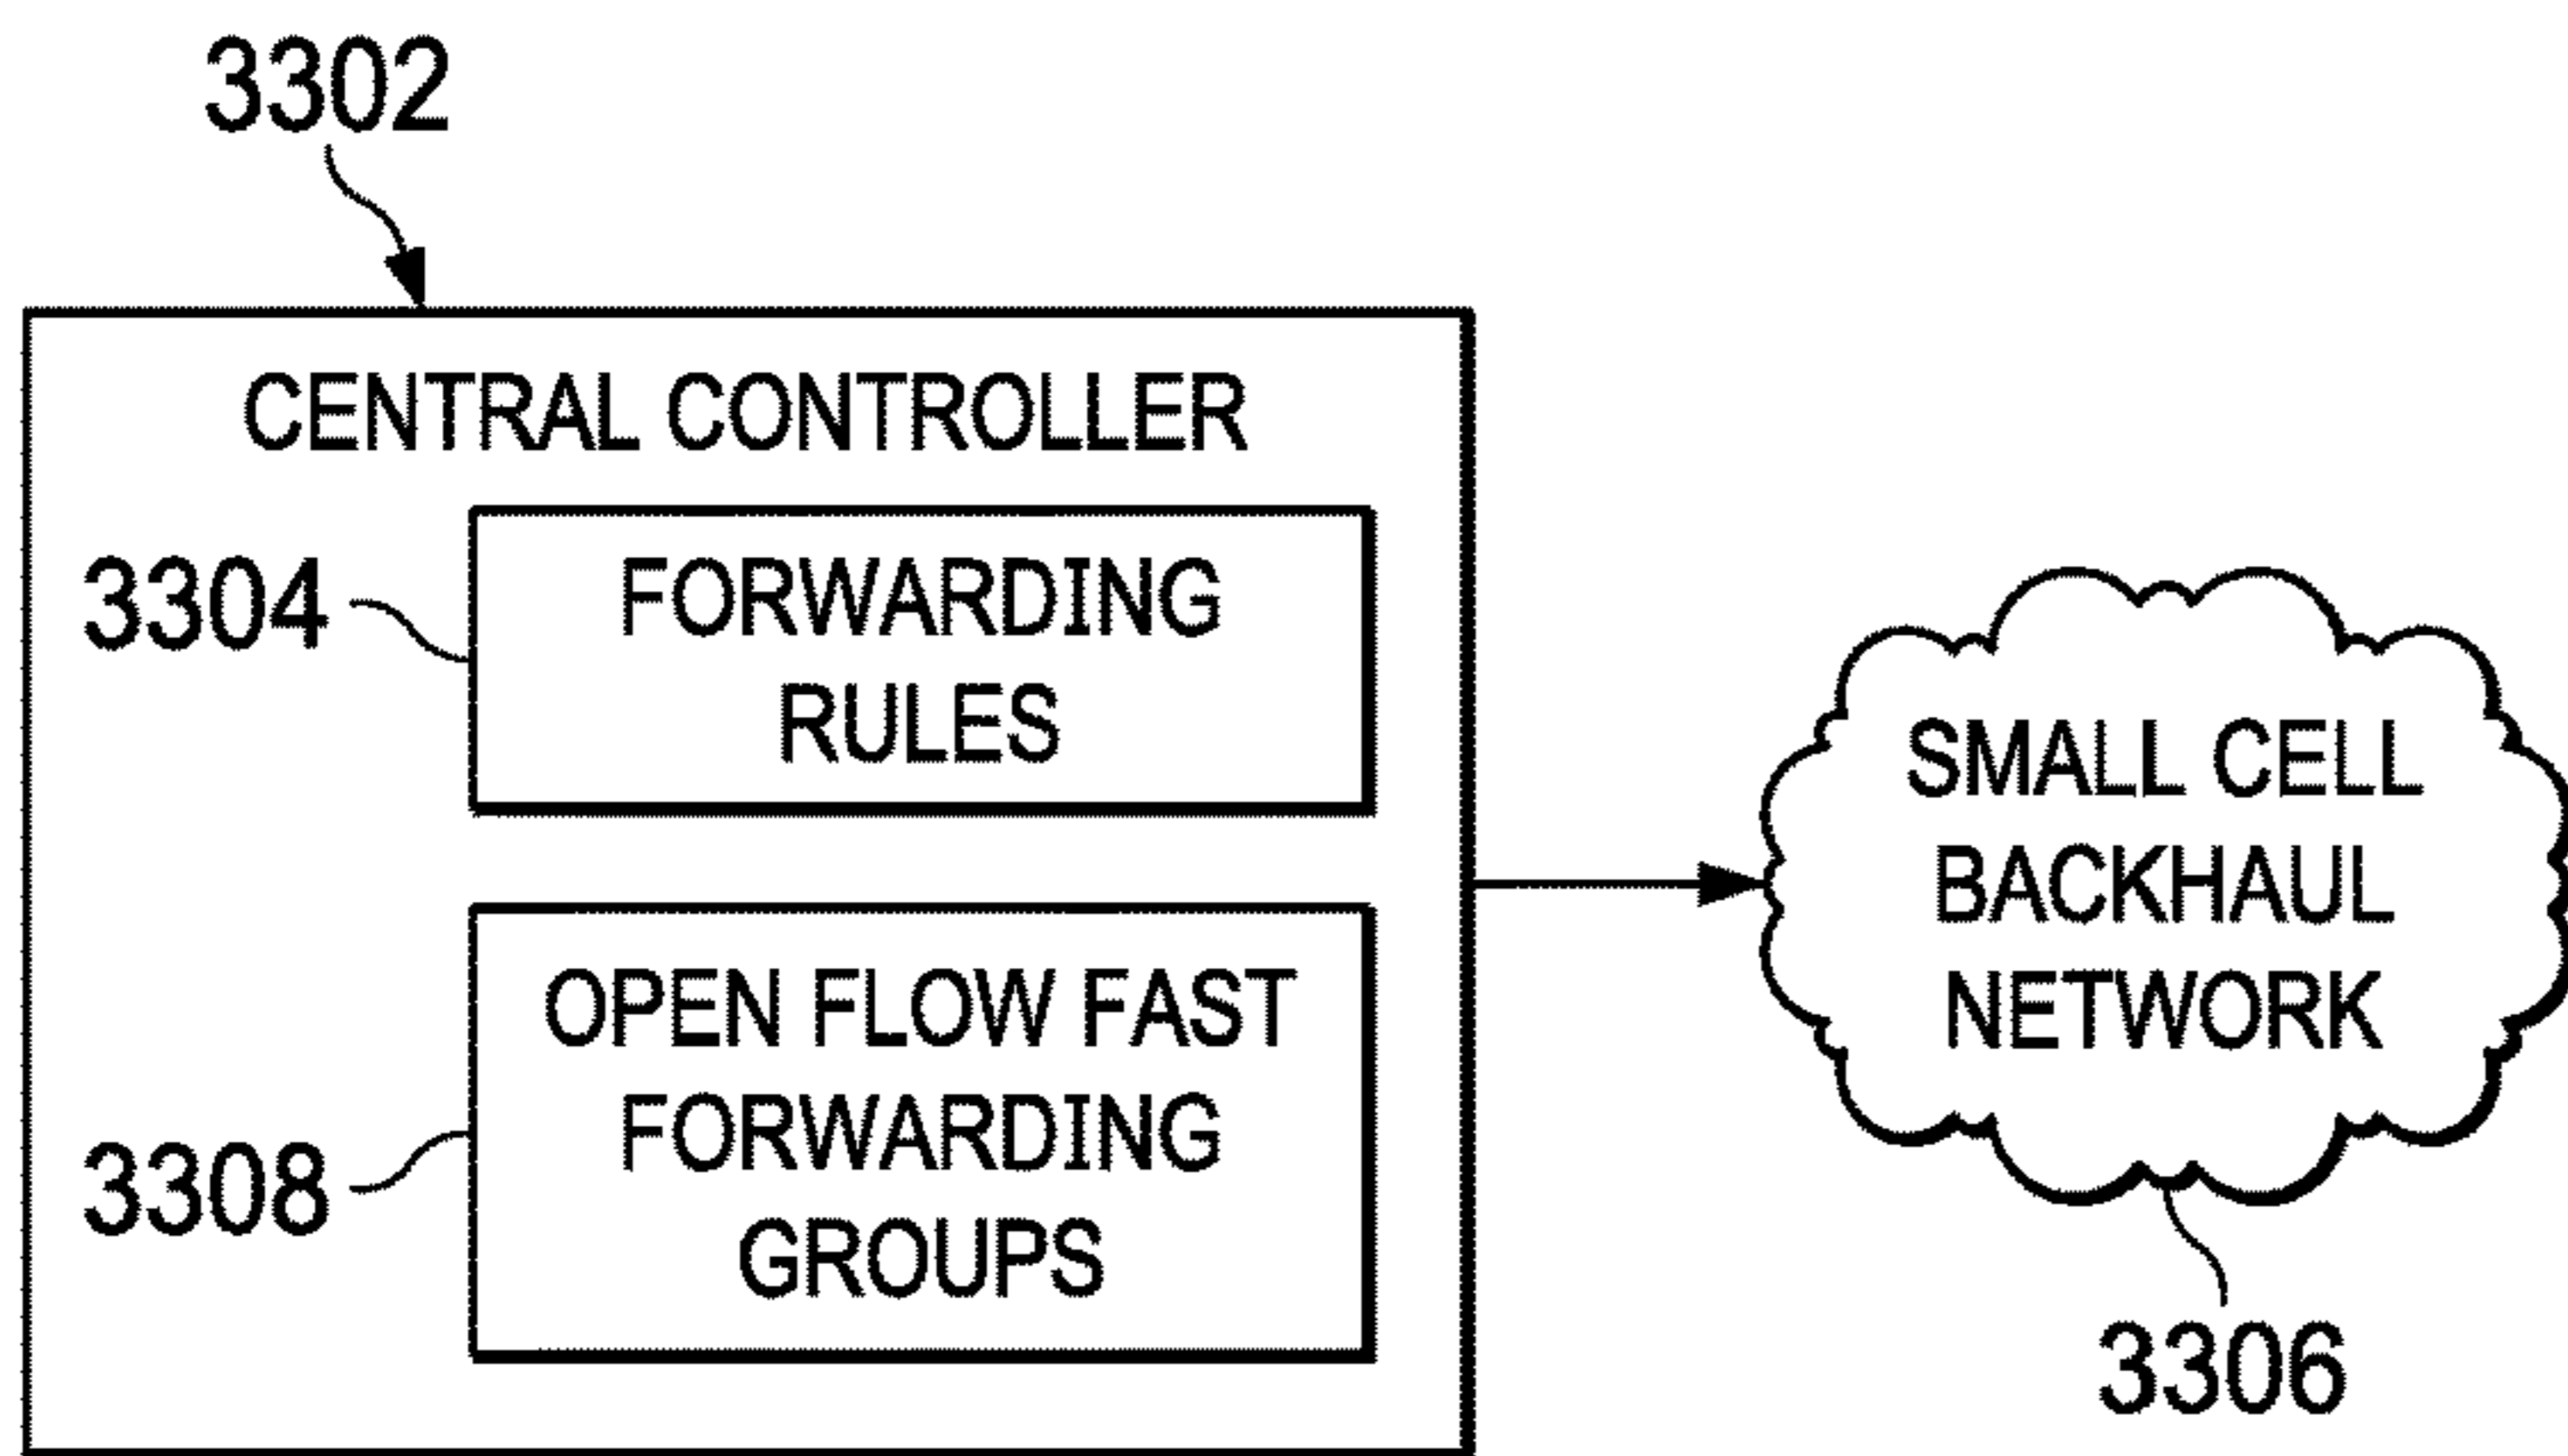 3302
CENTRAL CONTROLLER
3304
FORWARDING
RULES
3308
OPEN FLOW FAST
FORWARDING
GROUPS
SMALL CELL
BACKHAUL
NETWORK
3306